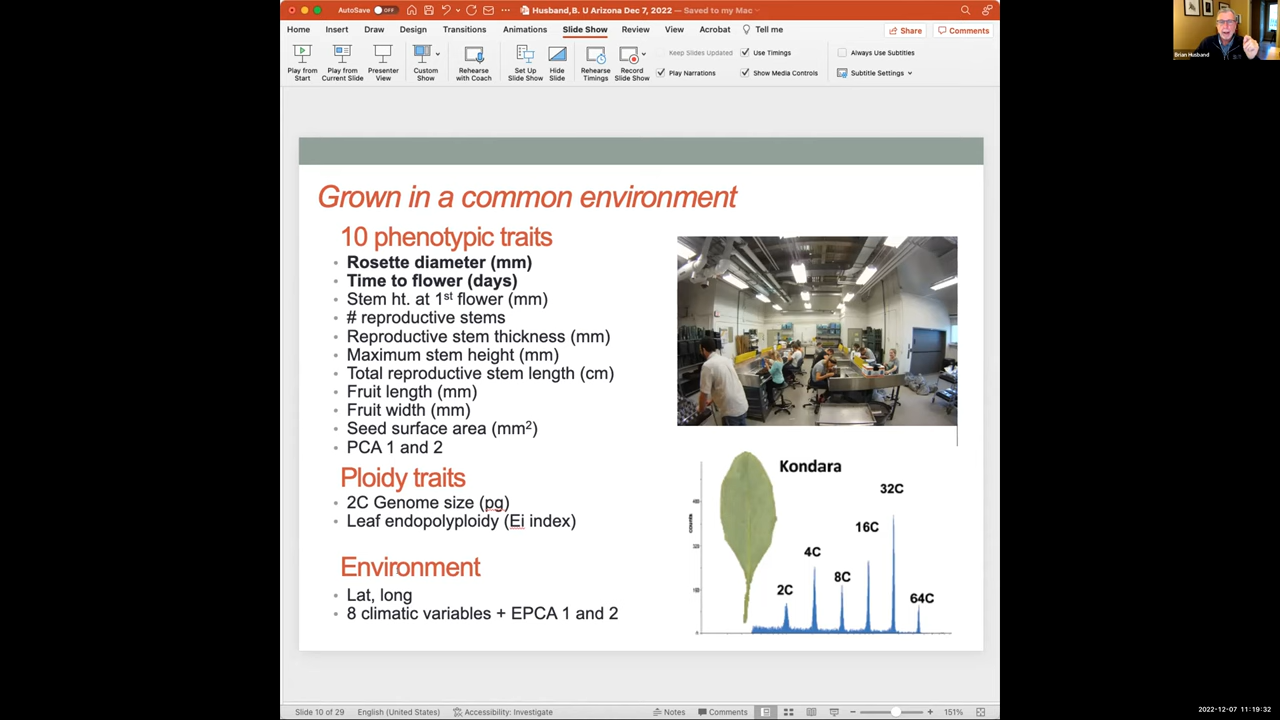 AutoSave OFF
Husband,B. U Arizona Dec 7, 2022 — Saved to my Mac
Home Insert Draw Design Transitions Animations Slide Show Review View Acrobat Tell me
Share Comments
Play from Start
Play from Current Slide
Presenter View
Custom Show
Rehearse with Coach
Set Up Slide Show
Hide Slide
Rehearse Timings
Record Slide Show
Keep Slides Updated
Use Timings
Play Narrations
Show Media Controls
Always Use Subtitles
Subtitle Settings
Brian Husband
Grown in a common environment
10 phenotypic traits
• Rosette diameter (mm)
• Time to flower (days)
• Stem ht. at 1st flower (mm)
• # reproductive stems
• Reproductive stem thickness (mm)
• Maximum stem height (mm)
• Total reproductive stem length (cm)
• Fruit length (mm)
• Fruit width (mm)
• Seed surface area (mm2)
• PCA 1 and 2
Ploidy traits
• 2C Genome size (pg)
• Leaf endopolyploidy (Ei index)
Environment
• Lat, long
• 8 climatic variables + EPCA 1 and 2
Kondara
counts
2C
4C
8C
16C
32C
64C
Slide 10 of 29 English (United States) Accessibility: Investigate
Notes Comments 151%
2022-12-07 11:19:32